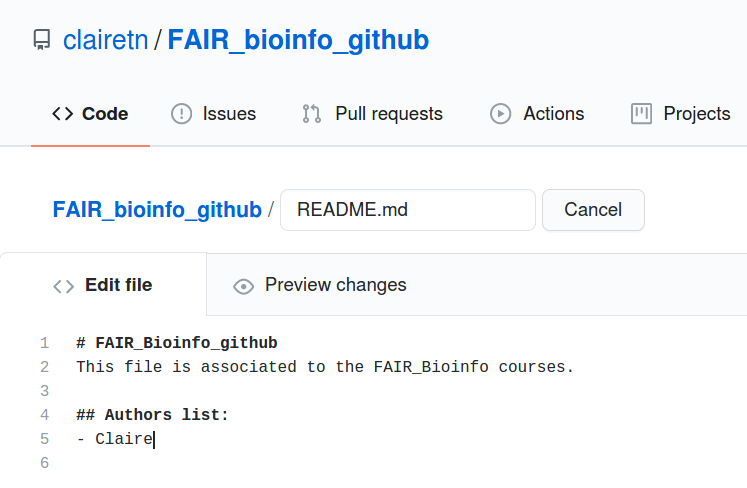 clairetn / FAIR_bioinfo_github
Code Issues Pull requests Actions Projects
FAIR_bioinfo_github / README.md Cancel
Edit file Preview changes
1 # FAIR_Bioinfo_github
2 This file is associated to the FAIR_Bioinfo courses.
3
4 ## Authors list:
5 - Claire
6